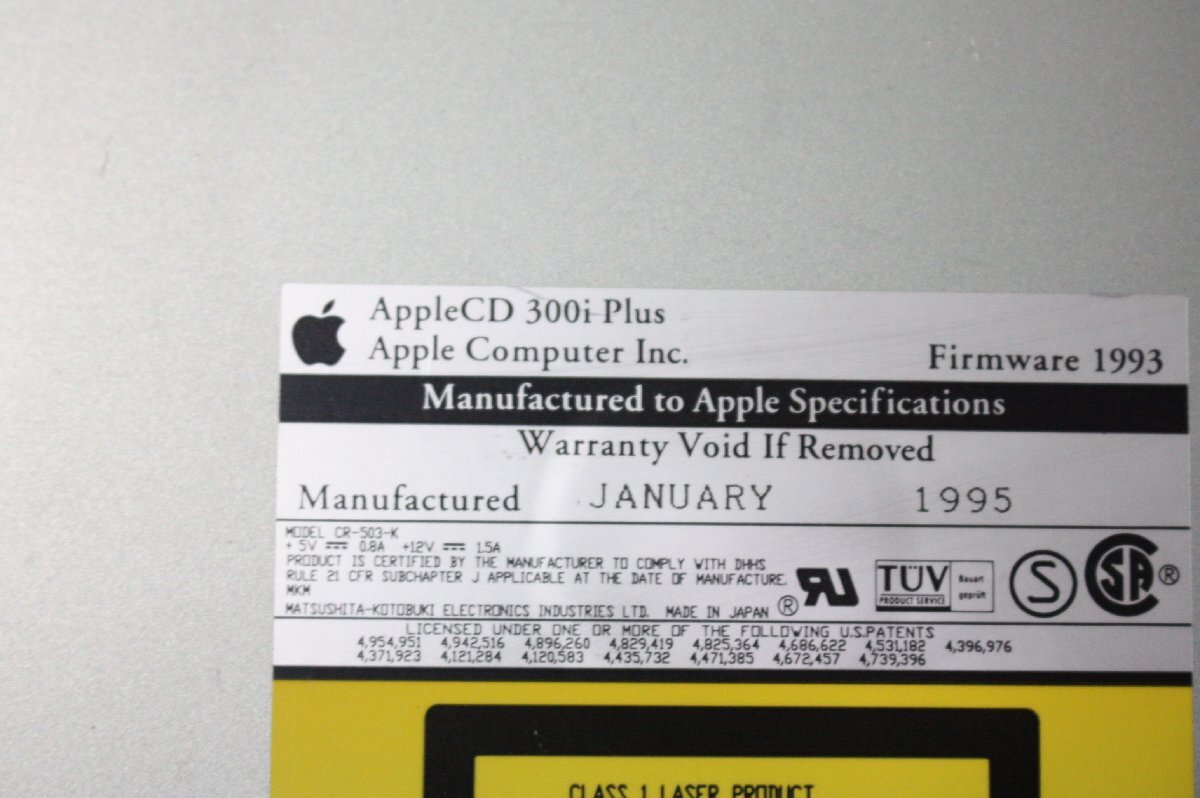 AppleCD 300i Plus
Apple Computer Inc.
Firmware 1993
Manufactured to Apple Specifications
Warranty Void If Removed
Manufactured JANUARY 1995
MODEL CR-503-K
+ 5V ⎓ 0.8A +12V ⎓ 1.5A
PRODUCT IS CERTIFIED BY THE MANUFACTURER TO COMPLY WITH DHHS
RULE 21 CFR SUBCHAPTER J APPLICABLE AT THE DATE OF MANUFACTURE.
MKM
MATSUSHITA-KOTOBUKI ELECTRONICS INDUSTRIES LTD. MADE IN JAPAN
® RU
TÜV
PRODUCT SERVICE
Bauart
geprüft
S
SA ®
LICENSED UNDER ONE OR MORE OF THE FOLLOWING U.S.PATENTS
4,954,951 4,942,516 4,896,260 4,829,419 4,825,364 4,686,622 4,531,182 4,396,976
4,371,923 4,121,284 4,120,583 4,435,732 4,471,385 4,672,457 4,739,396
CLASS 1 LASER PRODUCT